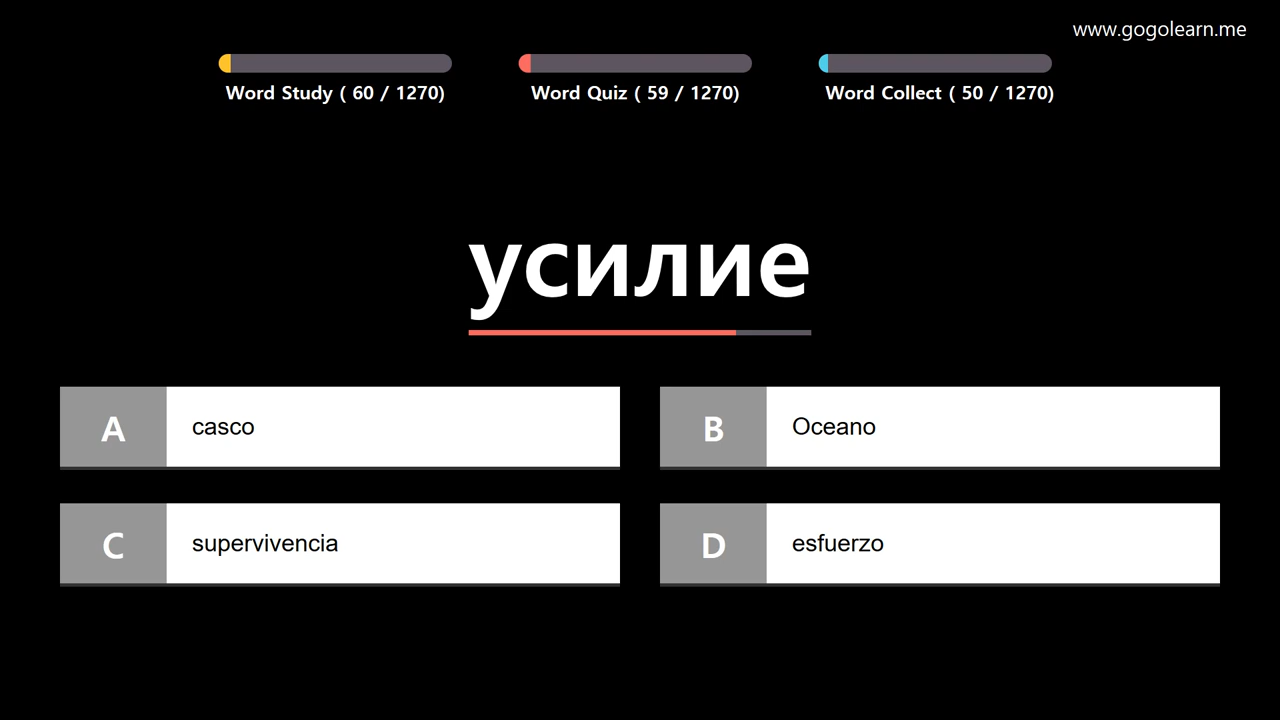 www.gogolearn.me
Word Study ( 60 / 1270)
Word Quiz ( 59 / 1270)
Word Collect ( 50 / 1270)
усилие
A casco
B Oceano
C supervivencia
D esfuerzo